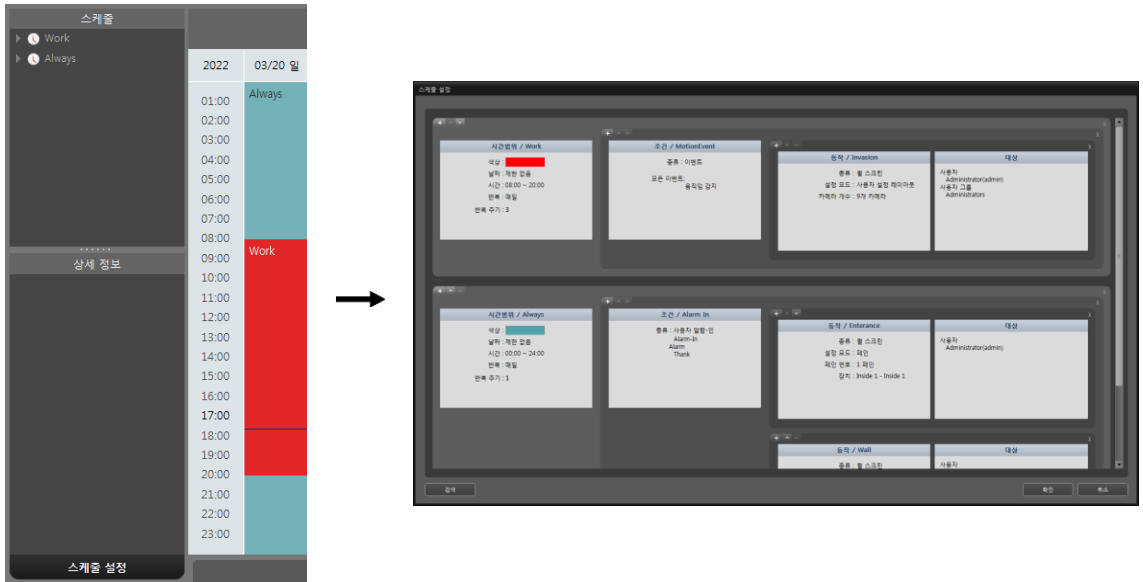 스케줄
Work
Always
상세 정보
스케줄 설정
2022
03/20 일
01:00
02:00
03:00
04:00
05:00
06:00
07:00
08:00
09:00
10:00
11:00
12:00
13:00
14:00
15:00
16:00
17:00
18:00
19:00
20:00
21:00
22:00
23:00
Always
Work
스케줄 설정
시간범위 / Work
색상 :
날짜 : 제한 없음
시간 : 08:00 ~ 20:00
반복 : 매일
반복 주기 : 3
조건 / MotionEvent
종류 : 이벤트
모든 이벤트:
움직임 감지
동작 / Invasion
종류 : 월 스크린
설정 모드 : 사용자 설정 레이아웃
카메라 개수 : 9개 카메라
대상
사용자
Administrator(admin)
사용자 그룹
Administrators
시간범위 / Always
색상 :
날짜 : 제한 없음
시간 : 00:00 ~ 24:00
반복 : 매일
반복 주기 : 1
조건 / Alarm In
종류 : 사용자 알람-인
Alarm-In
Alarm
Thank
동작 / Enterance
종류 : 월 스크린
설정 모드 : 페인
페인 번호 : 1 페인
장치 : Inside 1 - Inside 1
대상
사용자
Administrator(admin)
동작 / Wall
종류 : 월 스크린
대상
사용자
검색
확인
취소